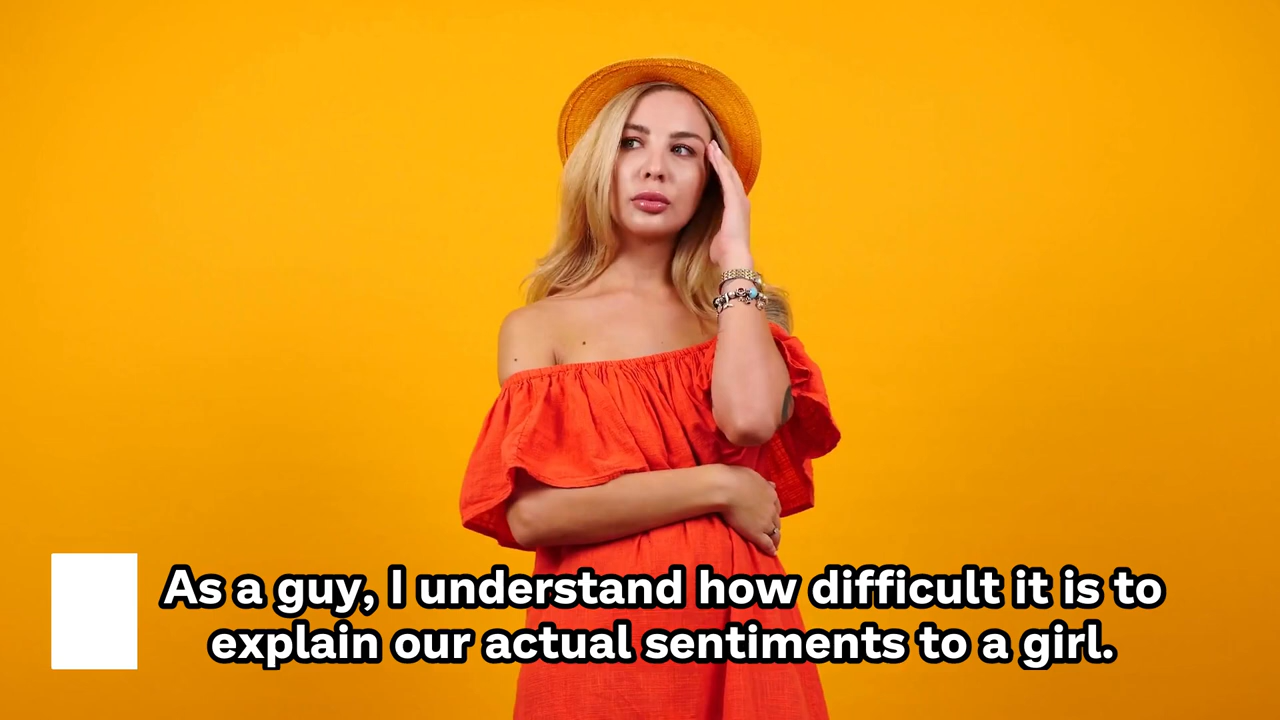 As a guy, I understand how difficult it is to
explain our actual sentiments to a girl.